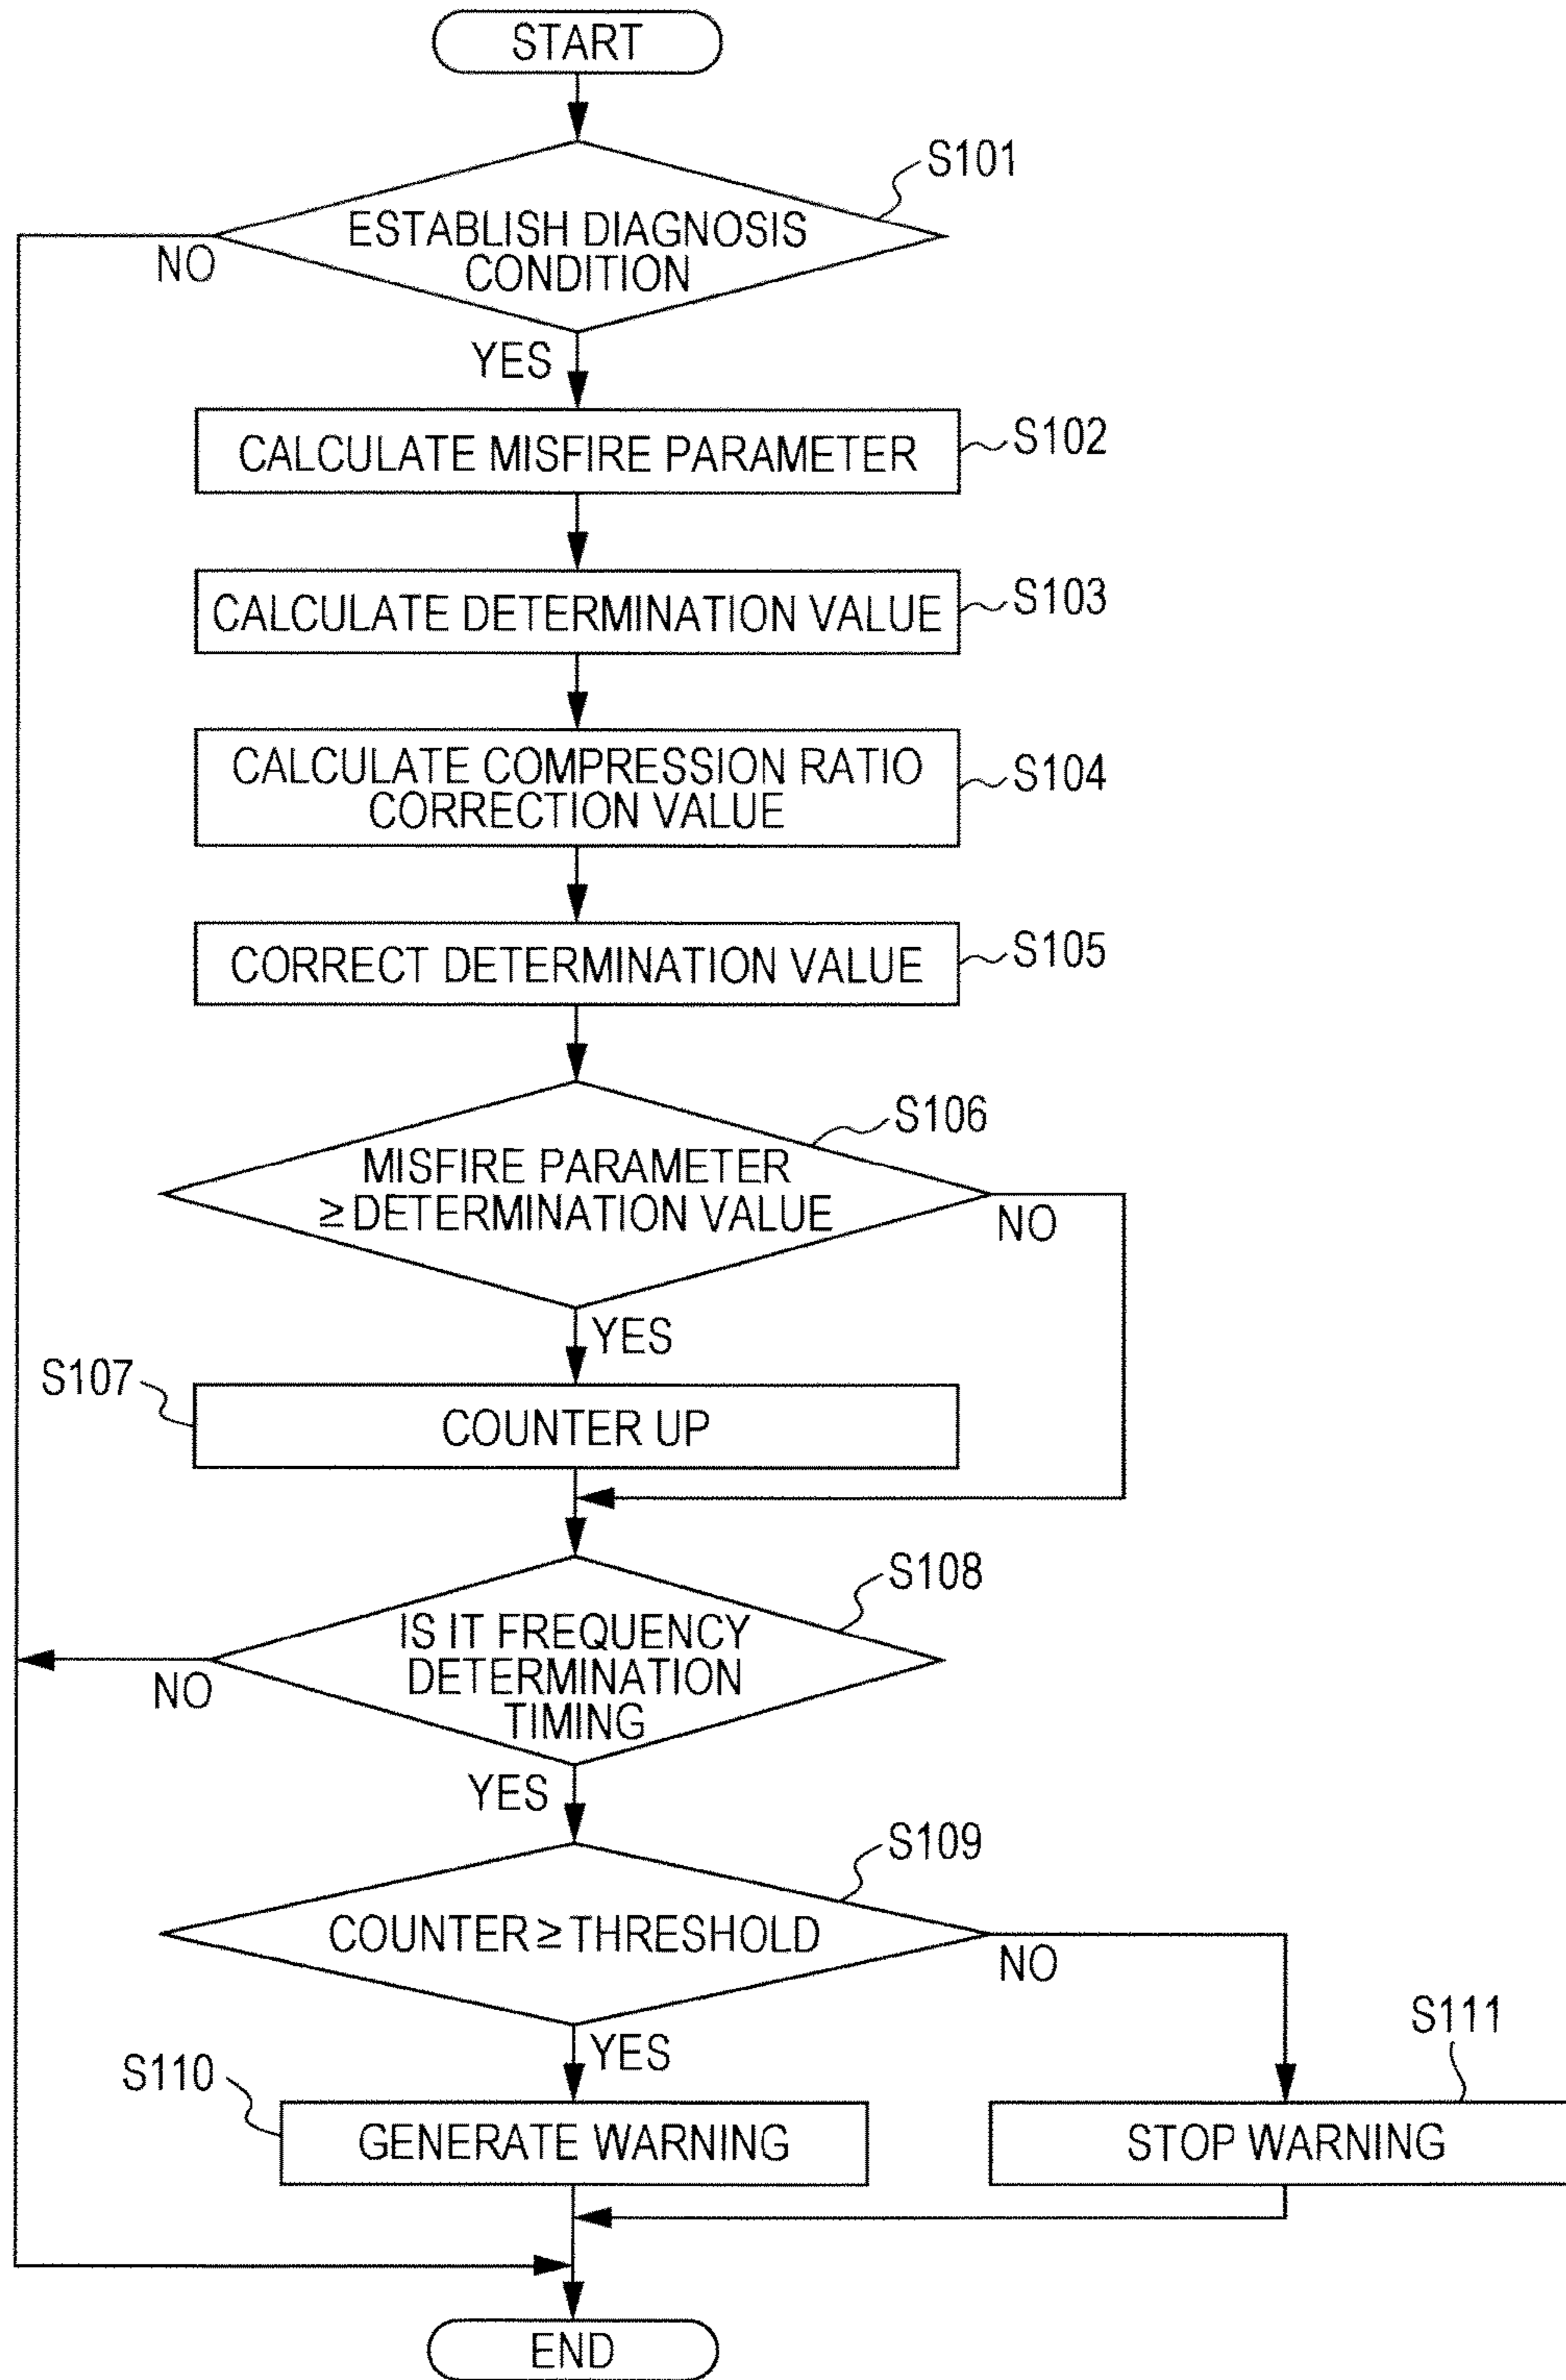 START
S101
ESTABLISH DIAGNOSIS
CONDITION
NO
YES
CALCULATE MISFIRE PARAMETER
S102
CALCULATE DETERMINATION VALUE
S103
CALCULATE COMPRESSION RATIO
CORRECTION VALUE
S104
CORRECT DETERMINATION VALUE
S105
S106
MISFIRE PARAMETER
≥DETERMINATION VALUE
NO
YES
S107
COUNTER UP
S108
IS IT FREQUENCY
DETERMINATION
TIMING
NO
YES
S109
COUNTER≥THRESHOLD
NO
YES
S110
GENERATE WARNING
S111
STOP WARNING
END